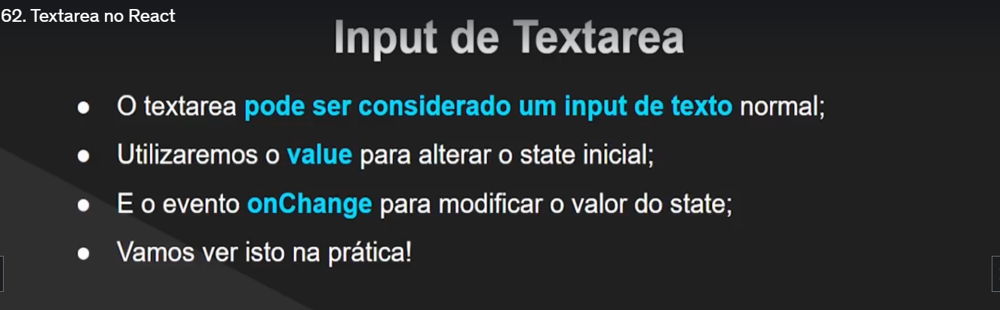 62. Textarea no React
Input de Textarea
● O textarea pode ser considerado um input de texto normal;
● Utilizaremos o value para alterar o state inicial;
● E o evento onChange para modificar o valor do state;
● Vamos ver isto na prática!